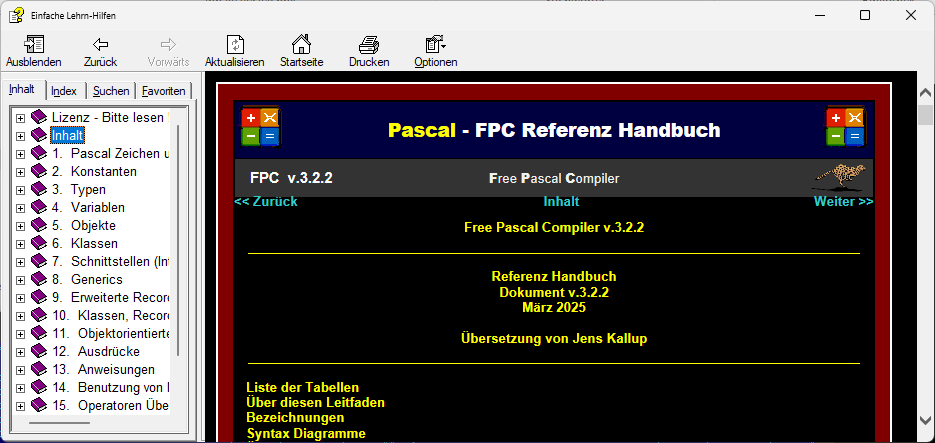 Einfache Lehrn-Hilfen
Ausblenden Zurück Vorwärts Aktualisieren Startseite Drucken Optionen
Inhalt Index Suchen Favoriten
Lizenz - Bitte lesen
Inhalt
1. Pascal Zeichen u
2. Konstanten
3. Typen
4. Variablen
5. Objekte
6. Klassen
7. Schnittstellen (Int
8. Generics
9. Erweiterte Recor
10. Klassen, Recor
11. Objektorientierte
12. Ausdrücke
13. Anweisungen
14. Benutzung von
15. Operatoren Übe
Pascal - FPC Referenz Handbuch
FPC v.3.2.2 Free Pascal Compiler
<< Zurück Inhalt Weiter >>
Free Pascal Compiler v.3.2.2
Referenz Handbuch
Dokument v.3.2.2
März 2025
Übersetzung von Jens Kallup
Liste der Tabellen
Über diesen Leitfaden
Bezeichnungen
Syntax Diagramme